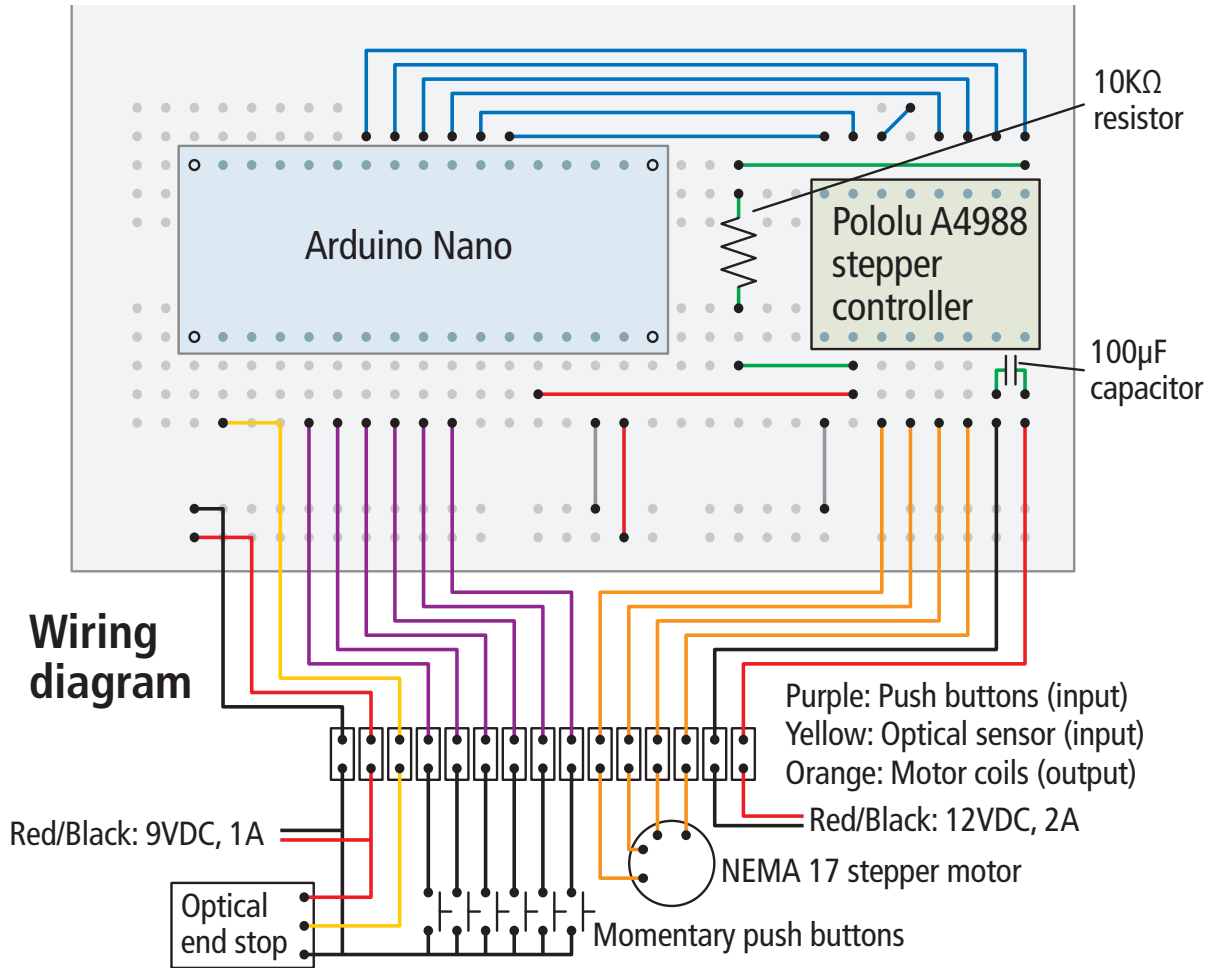 10KΩ
resistor
Arduino Nano
Pololu A4988
stepper
controller
100µF
capacitor
Wiring
diagram
Purple: Push buttons (input)
Yellow: Optical sensor (input)
Orange: Motor coils (output)
Red/Black: 9VDC, 1A
Red/Black: 12VDC, 2A
NEMA 17 stepper motor
Optical
end stop
Momentary push buttons